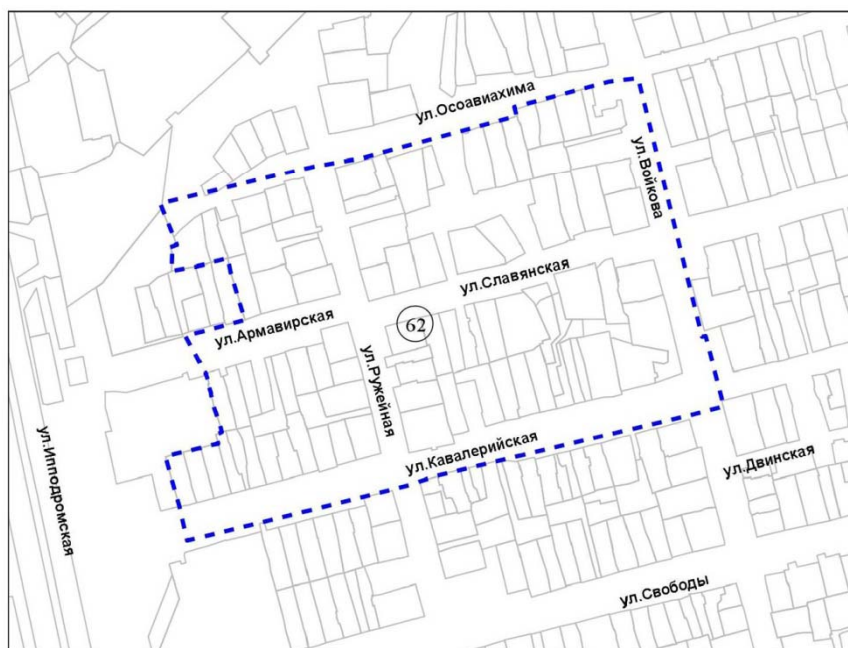 ул.Осоавиахима
ул.Войкова
ул.Славянская
62
ул.Армавирская
ул.Ружейная
ул.Кавалерийская
ул.Ипподромская
ул.Двинская
ул.Свободы